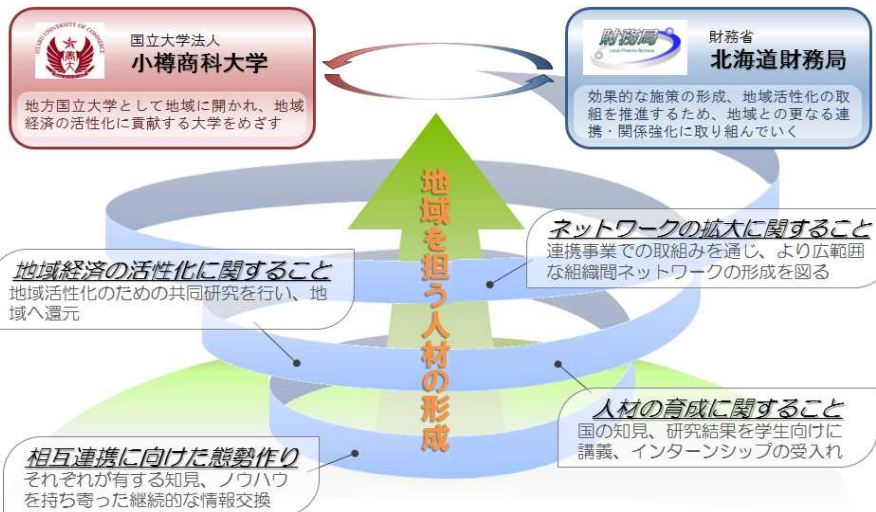 OTARU UNIVERSITY OF COMMERCE
国立大学法人
小樽商科大学
地方国立大学として地域に開かれ、地域
経済の活性化に貢献する大学をめざす
財務局
Local Finance Bureau
財務省
北海道財務局
効果的な施策の形成、地域活性化の取
組を推進するため、地域との更なる連
携・関係強化に取り組んでいく
地域を担う人材の形成
ネットワークの拡大に関すること
連携事業での取組みを通じ、より広範囲
な組織間ネットワークの形成を図る
地域経済の活性化に関すること
地域活性化のための共同研究を行い、地
域へ還元
人材の育成に関すること
国の知見、研究結果を学生向けに
講義、インターンシップの受入れ
相互連携に向けた態勢作り
それぞれが有する知見、ノウハウ
を持ち寄った継続的な情報交換